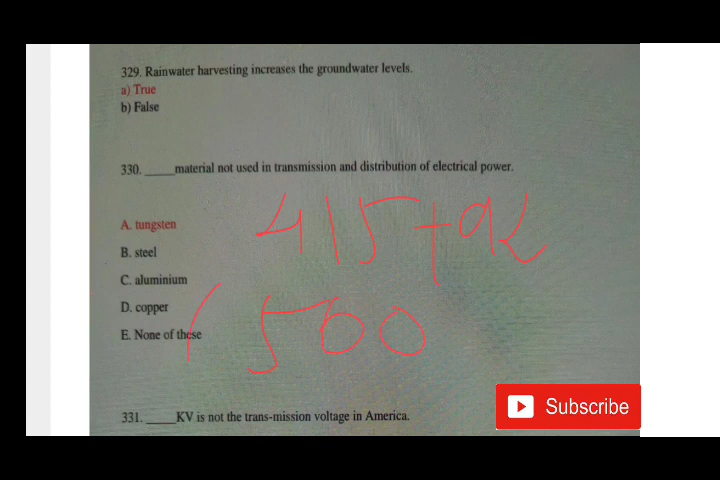 329. Rainwater harvesting increases the groundwater levels.
a) True
b) False
330. _____material not used in transmission and distribution of electrical power.
A. tungsten
B. steel
C. aluminium
D. copper
E. None of these
415
500
331. _____KV is not the trans-mission voltage in America.
Subscribe